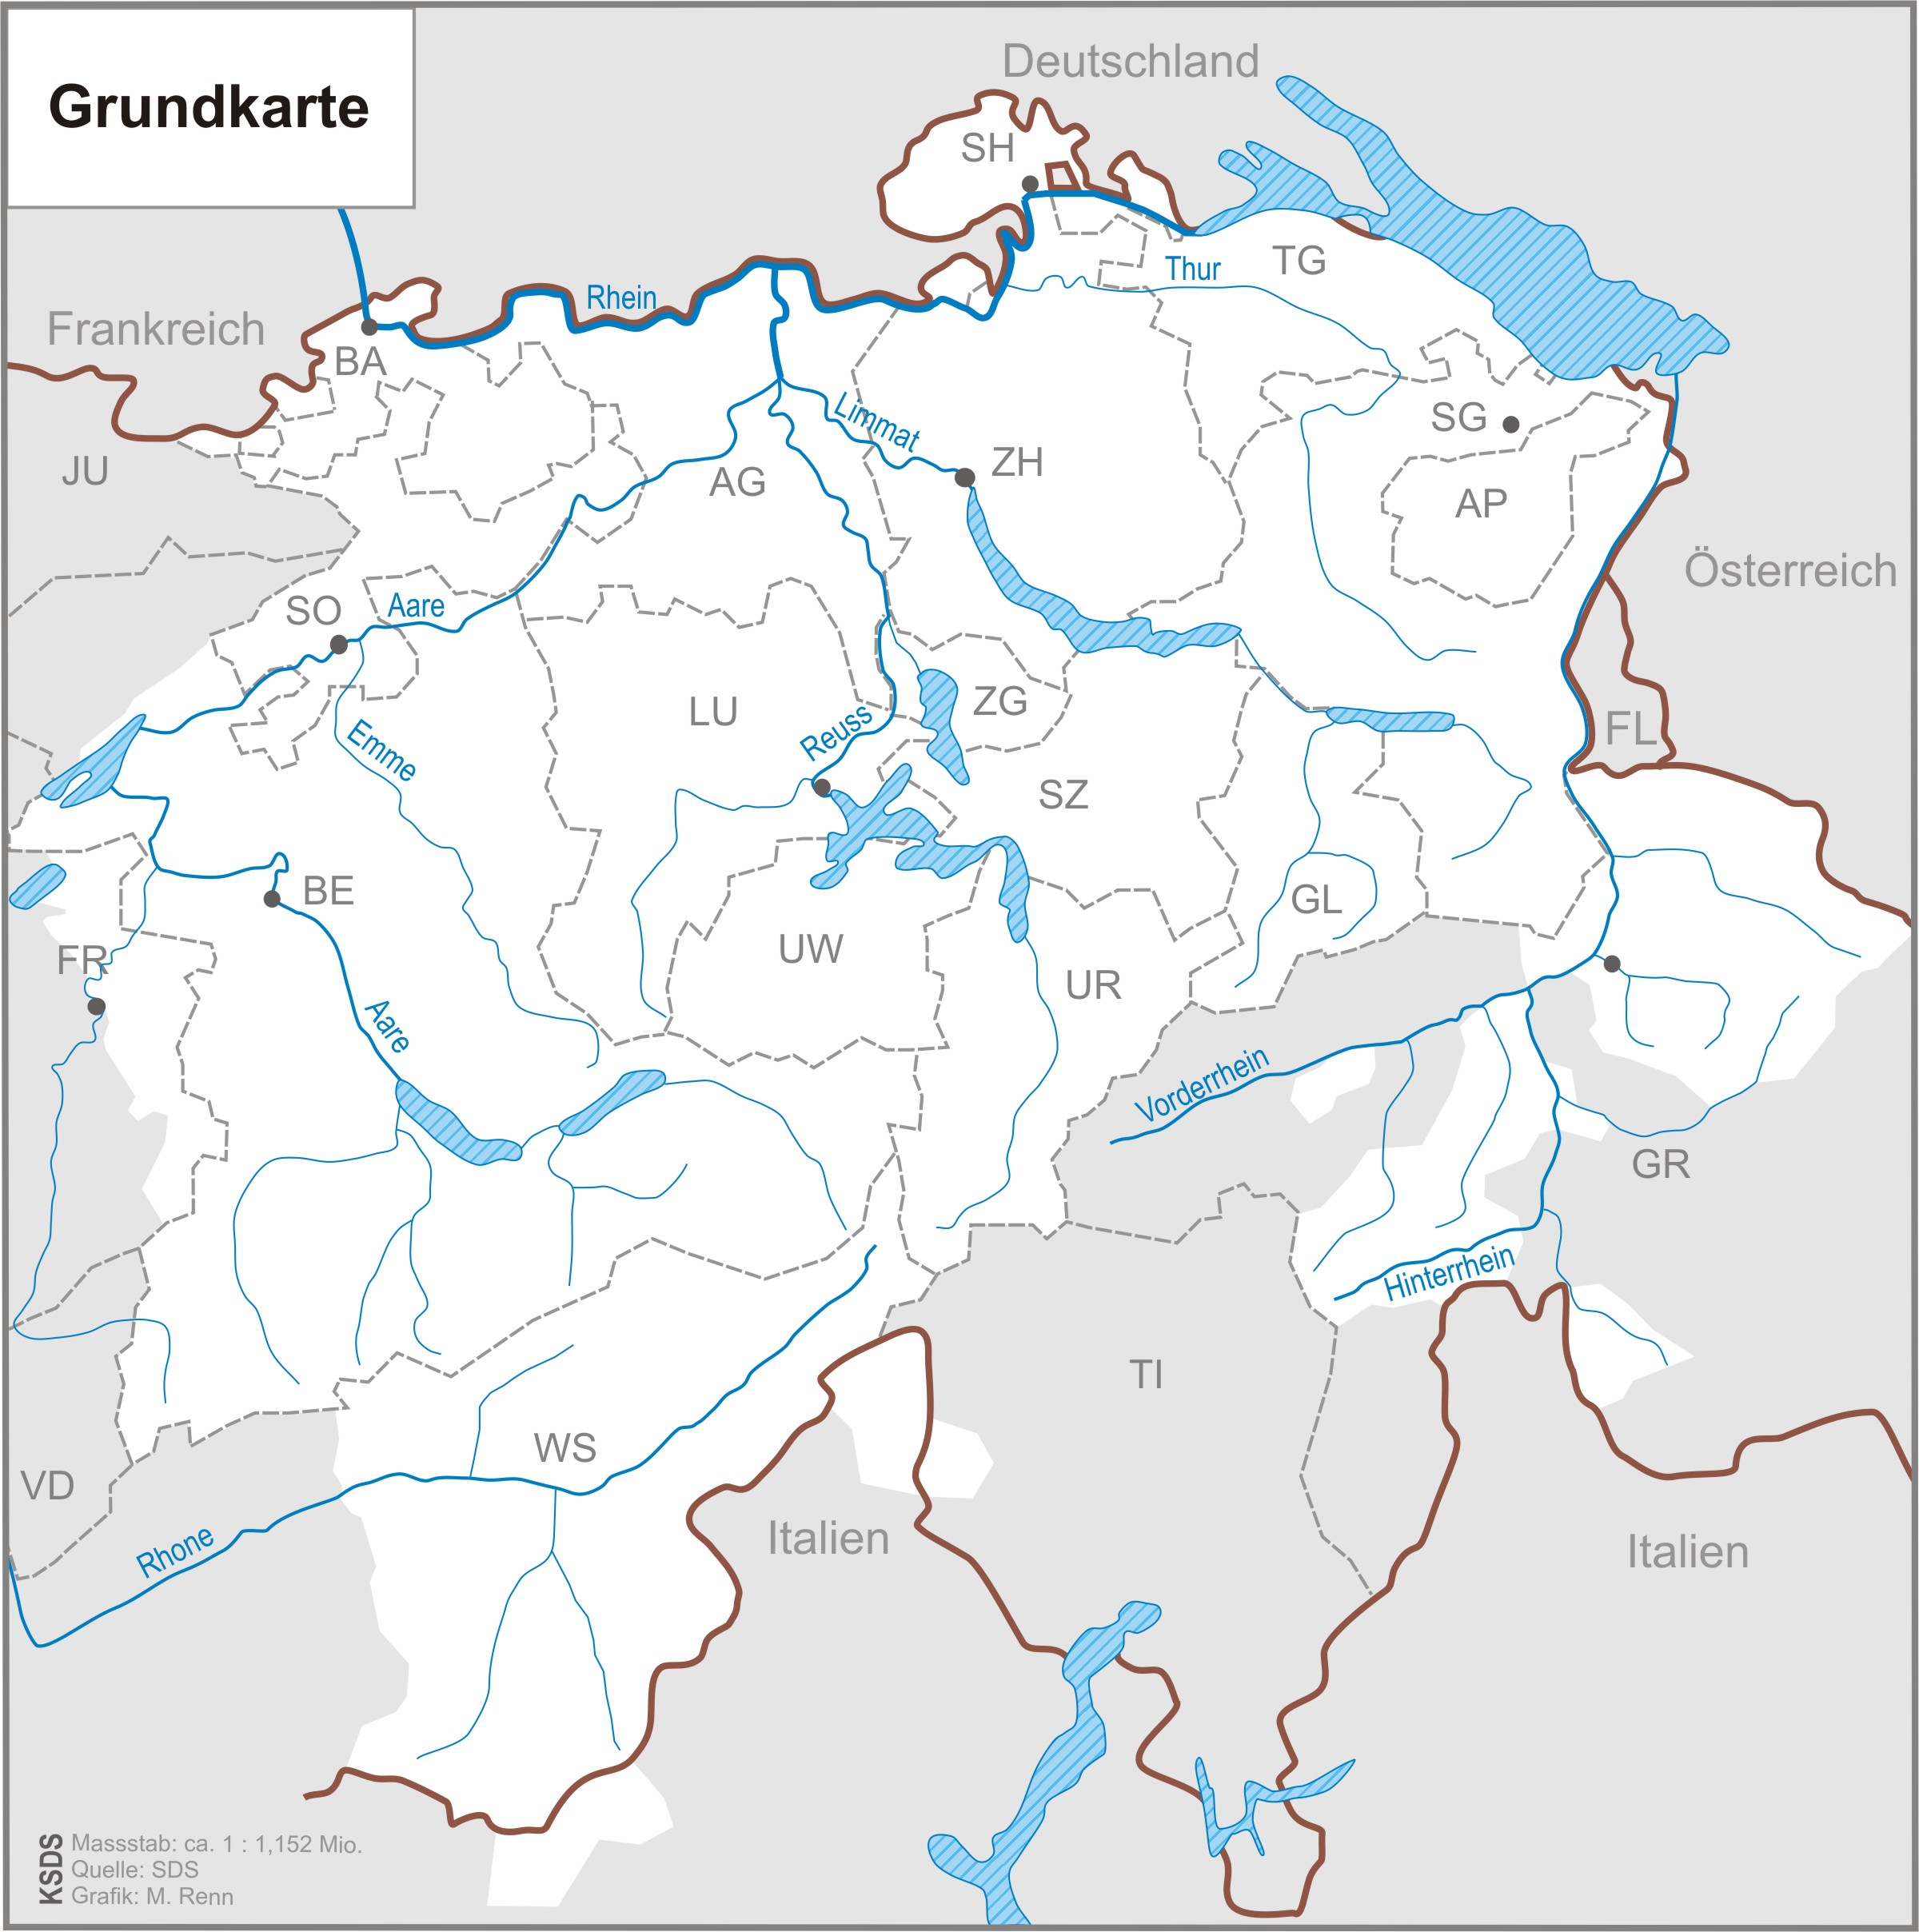 Grundkarte
Deutschland
SH
Thur
TG
Rhein
Frankreich
BA
Limmat
SG
ZH
JU
AG
AP
Österreich
SO
Aare
LU
ZG
Reuss
FL
Emme
SZ
BE
GL
UW
FR
UR
Aare
Vorderrhein
GR
Hinterrhein
TI
WS
VD
Rhone
Italien
Italien
KSDS
Massstab: ca. 1 : 1,152 Mio.
Quelle: SDS
Grafik: M. Renn